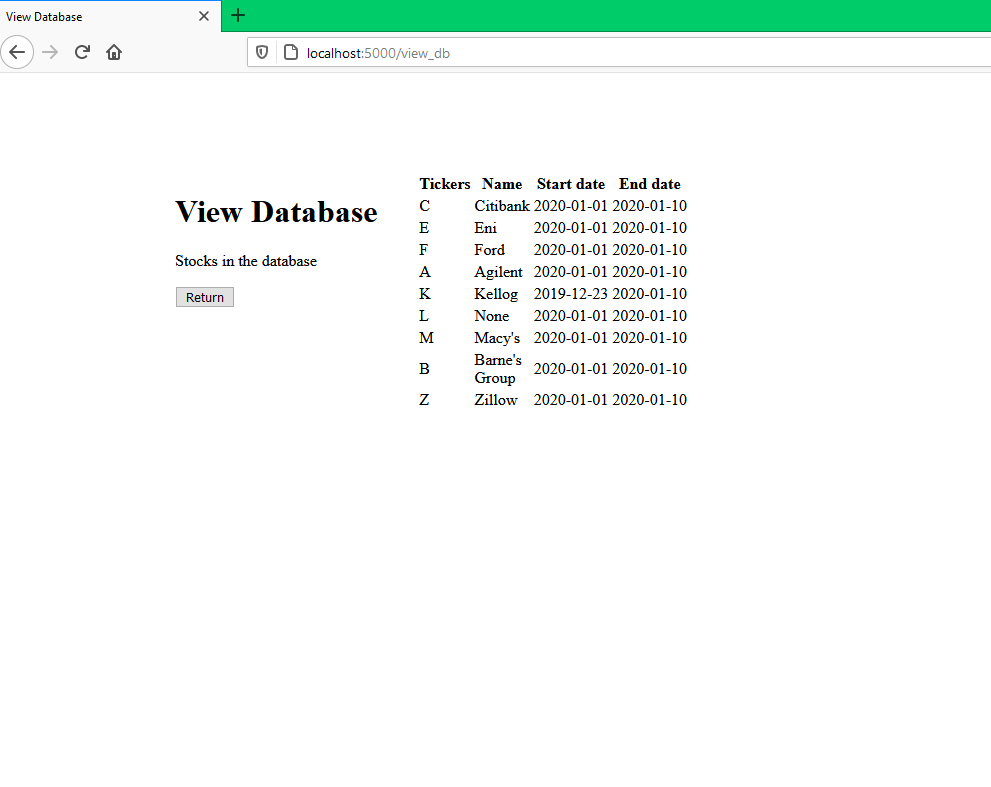 View Database
localhost:5000/view_db
View Database
Stocks in the database
Return
Tickers Name Start date End date
C Citibank 2020-01-01 2020-01-10
E Eni 2020-01-01 2020-01-10
F Ford 2020-01-01 2020-01-10
A Agilent 2020-01-01 2020-01-10
K Kellog 2019-12-23 2020-01-10
L None 2020-01-01 2020-01-10
M Macy's 2020-01-01 2020-01-10
B Barne's Group 2020-01-01 2020-01-10
Z Zillow 2020-01-01 2020-01-10